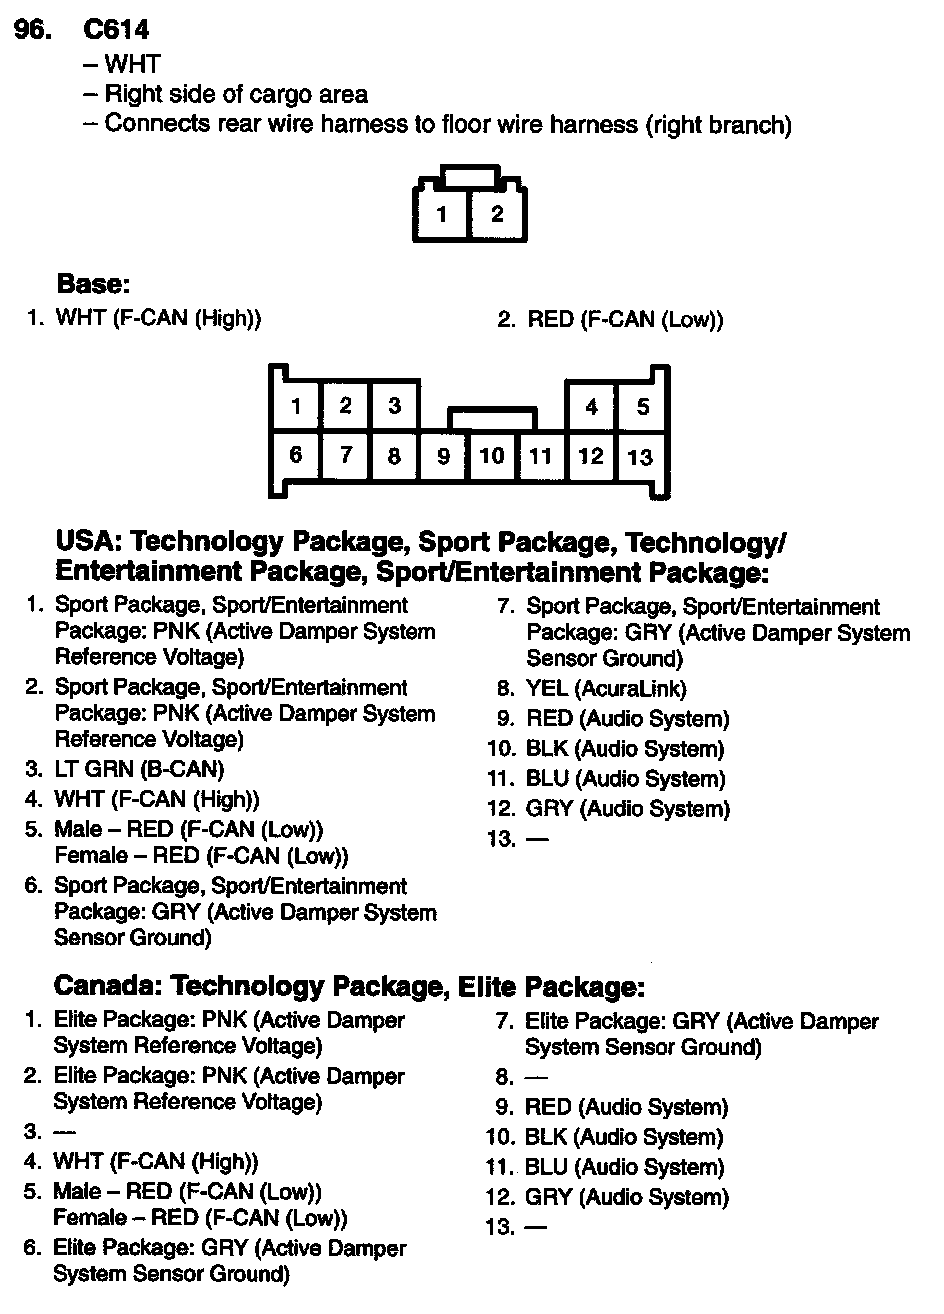 96. C614
– WHT
– Right side of cargo area
– Connects rear wire harness to floor wire harness (right branch)
1 2
Base:
1. WHT (F-CAN (High))
2. RED (F-CAN (Low))
1 2 3 4 5
6 7 8 9 10 11 12 13
USA: Technology Package, Sport Package, Technology/
Entertainment Package, Sport/Entertainment Package:
1. Sport Package, Sport/Entertainment
Package: PNK (Active Damper System
Reference Voltage)
2. Sport Package, Sport/Entertainment
Package: PNK (Active Damper System
Reference Voltage)
3. LT GRN (B-CAN)
4. WHT (F-CAN (High))
5. Male – RED (F-CAN (Low))
Female – RED (F-CAN (Low))
6. Sport Package, Sport/Entertainment
Package: GRY (Active Damper System
Sensor Ground)
7. Sport Package, Sport/Entertainment
Package: GRY (Active Damper System
Sensor Ground)
8. YEL (AcuraLink)
9. RED (Audio System)
10. BLK (Audio System)
11. BLU (Audio System)
12. GRY (Audio System)
13. —
Canada: Technology Package, Elite Package:
1. Elite Package: PNK (Active Damper
System Reference Voltage)
2. Elite Package: PNK (Active Damper
System Reference Voltage)
3. —
4. WHT (F-CAN (High))
5. Male – RED (F-CAN (Low))
Female – RED (F-CAN (Low))
6. Elite Package: GRY (Active Damper
System Sensor Ground)
7. Elite Package: GRY (Active Damper
System Sensor Ground)
8. —
9. RED (Audio System)
10. BLK (Audio System)
11. BLU (Audio System)
12. GRY (Audio System)
13. —